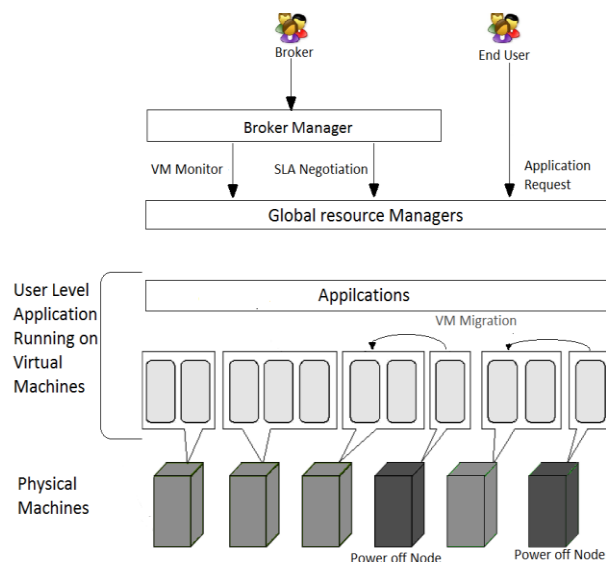 Broker
End User
Broker Manager
VM Monitor
SLA Negotiation
Application
Request
Global resource Managers
User Level
Application
Running on
Virtual
Machines
Appilcations
VM Migration
Physical
Machines
Power off Node
Power off Node